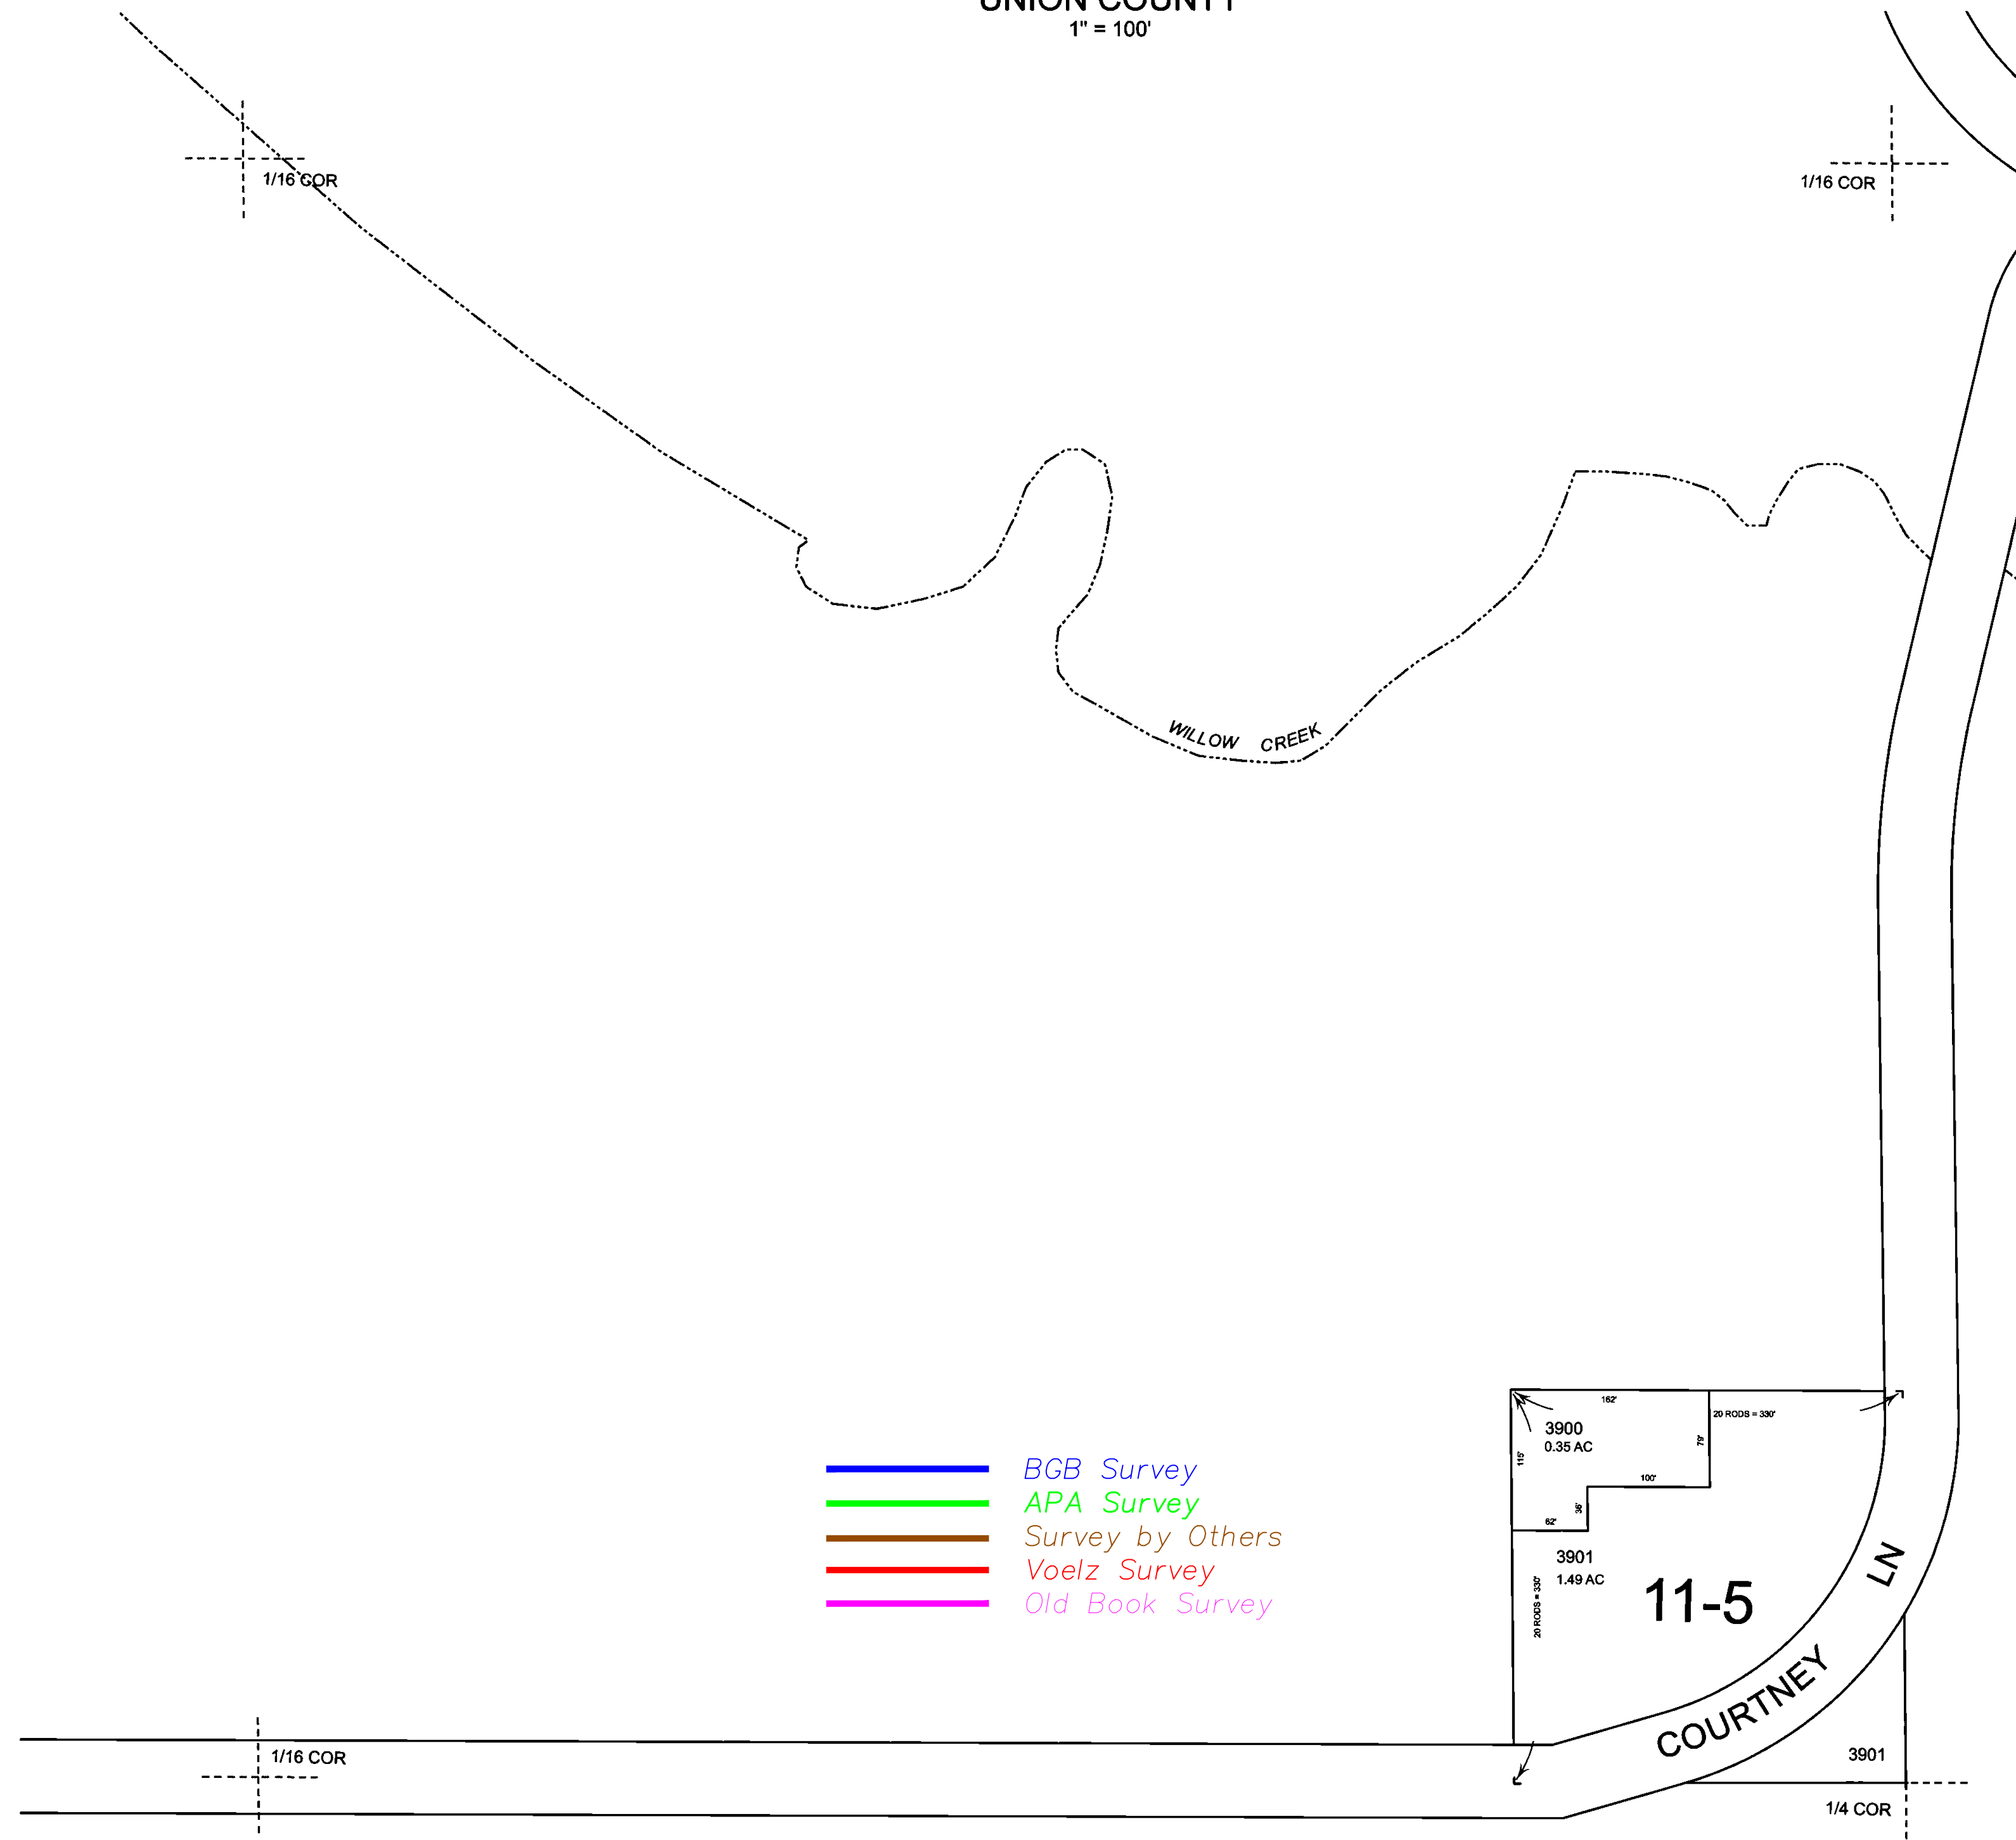 UNION COUNTY
1" = 100'
1/16 COR
1/16 COR
WILLOW CREEK
162'
20 RODS = 330'
3900
0.35 AC
79'
115'
100'
36'
62'
3901
1.49 AC
20 RODS = 330'
11-5
BGB Survey
APA Survey
Survey by Others
Voelz Survey
Old Book Survey
COURTNEY LN
1/16 COR
3901
1/4 COR